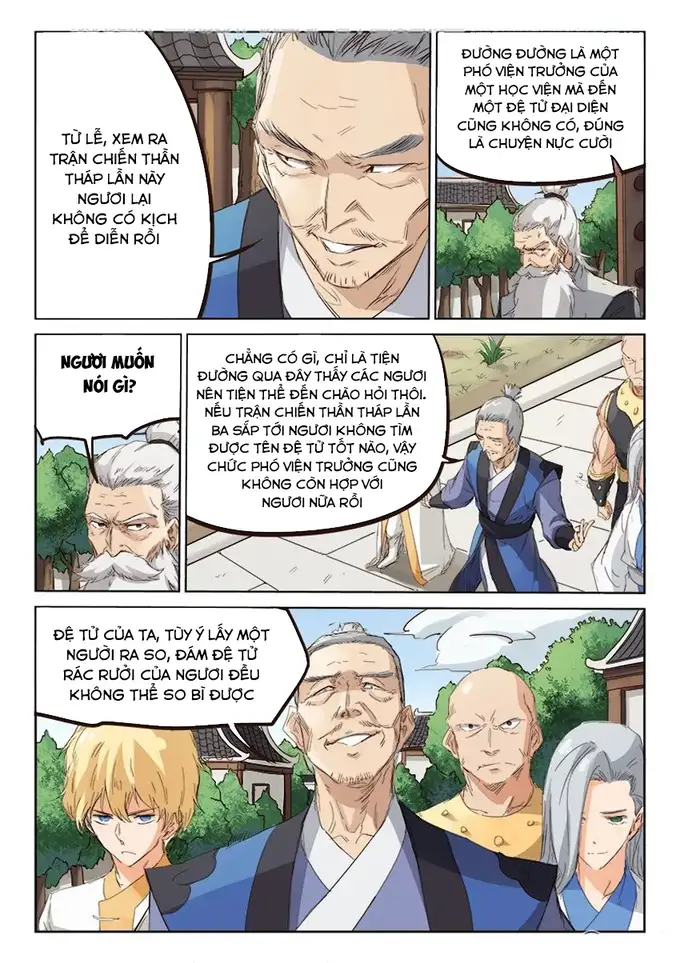 TỪ LỄ, XEM RA
TRẬN CHIẾN THẦN
THÁP LẦN NÀY
NGƯƠI LẠI
KHÔNG CÓ KỊCH
ĐỂ DIỄN RỒI
ĐƯỜNG ĐƯỜNG LÀ MỘT
PHÓ VIỆN TRƯỞNG CỦA
MỘT HỌC VIỆN MÀ ĐẾN
MỘT ĐỆ TỬ ĐẠI DIỆN
CŨNG KHÔNG CÓ, ĐÚNG
LÀ CHUYỆN NỰC CƯỜI
NGƯƠI MUỐN
NÓI GÌ?
CHẲNG CÓ GÌ, CHỈ LÀ TIỆN
ĐƯỜNG QUA ĐÂY THẤY CÁC NGƯƠI
NÊN TIỆN THỂ ĐẾN CHÀO HỎI THÔI.
NẾU TRẬN CHIẾN THẦN THÁP LẦN
BA SẮP TỚI NGƯƠI KHÔNG TÌM
ĐƯỢC TÊN ĐỆ TỬ TỐT NÀO, VẬY
CHỨC PHÓ VIỆN TRƯỞNG CŨNG
KHÔNG CÒN HỢP VỚI
NGƯƠI NỮA RỒI
ĐỆ TỬ CỦA TA, TÙY Ý LẤY MỘT
NGƯỜI RA SO, ĐÁM ĐỆ TỬ
RÁC RƯỞI CỦA NGƯƠI ĐỀU
KHÔNG THỂ SO BÌ ĐƯỢC